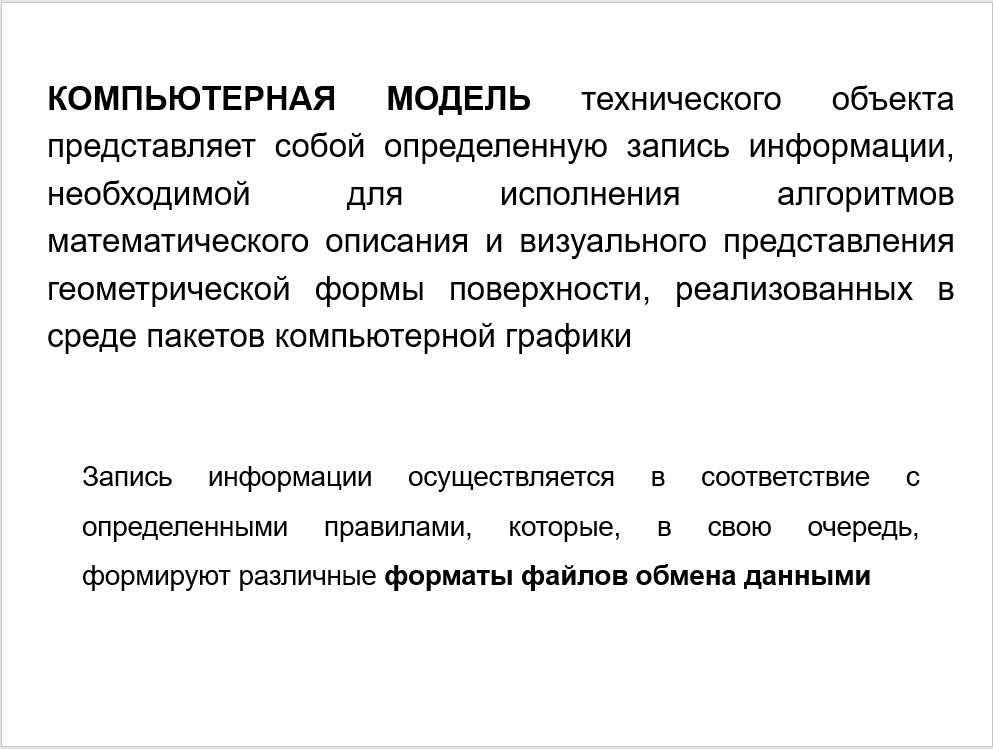 КОМПЬЮТЕРНАЯ МОДЕЛЬ технического объекта
представляет собой определенную запись информации,
необходимой для исполнения алгоритмов
математического описания и визуального представления
геометрической формы поверхности, реализованных в
среде пакетов компьютерной графики
Запись информации осуществляется в соответствие с
определенными правилами, которые, в свою очередь,
формируют различные форматы файлов обмена данными